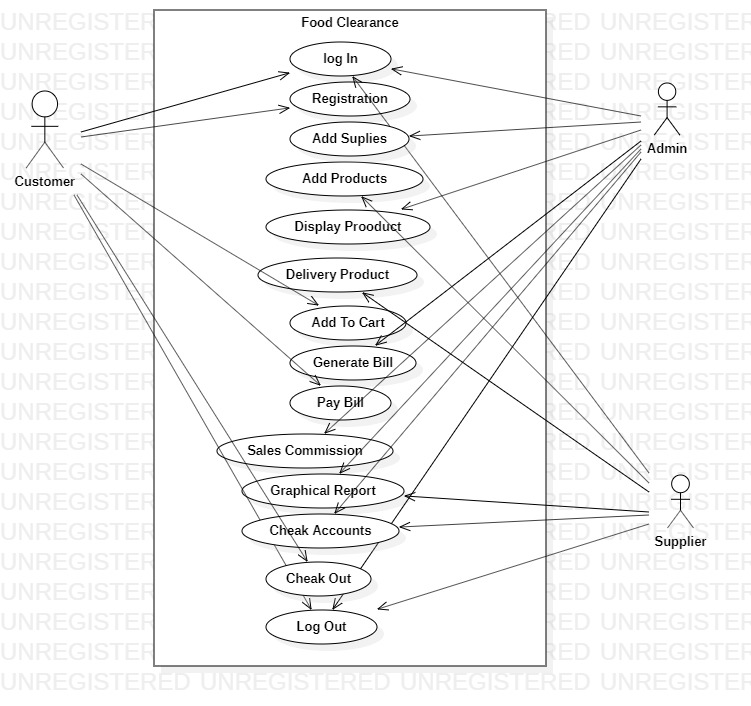 Food Clearance
log In
Registration
Add Suplies
Add Products
Display Prooduct
Delivery Product
Add To Cart
Generate Bill
Pay Bill
Sales Commission
Graphical Report
Cheak Accounts
Cheak Out
Log Out
Customer
Admin
Supplier
UNREGISTERED UNREGISTERED UNREGISTERED UNREGISTERED